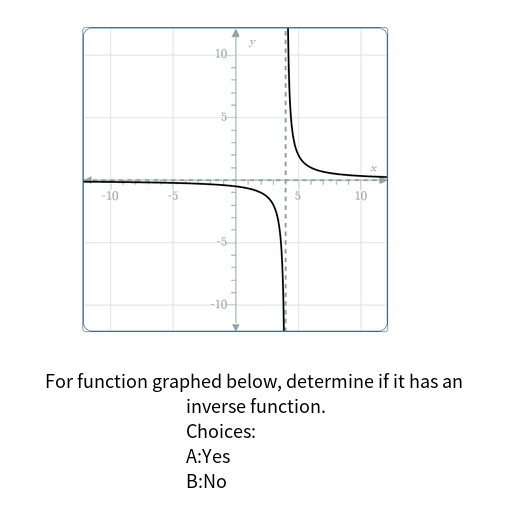 y
10
5
x
-10
-5
5
10
-5
-10
For function graphed below, determine if it has an
inverse function.
Choices:
A:Yes
B:No